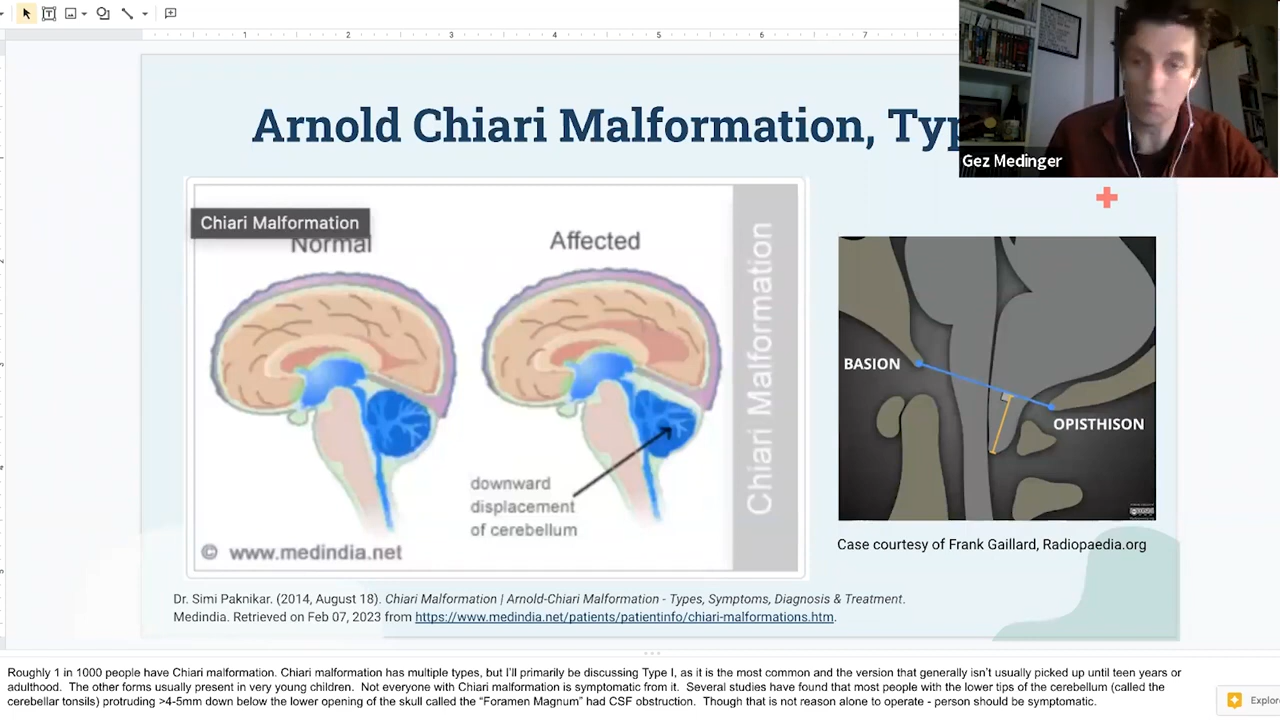 1 2 3 4 5 6 7
Arnold Chiari Malformation, Typ
Gez Medinger
Chiari Malformation
Normal
Affected
downward
displacement
of cerebellum
© www.medindia.net
Chiari Malformation
BASION
OPISTHISON
Case courtesy of Frank Gaillard, Radiopaedia.org
Dr. Simi Paknikar. (2014, August 18). Chiari Malformation | Arnold-Chiari Malformation - Types, Symptoms, Diagnosis & Treatment.
Medindia. Retrieved on Feb 07, 2023 from https://www.medindia.net/patients/patientinfo/chiari-malformations.htm.
Roughly 1 in 1000 people have Chiari malformation. Chiari malformation has multiple types, but I'll primarily be discussing Type I, as it is the most common and the version that generally isn't usually picked up until teen years or
adulthood. The other forms usually present in very young children. Not everyone with Chiari malformation is symptomatic from it. Several studies have found that most people with the lower tips of the cerebellum (called the
cerebellar tonsils) protruding >4-5mm down below the lower opening of the skull called the “Foramen Magnum” had CSF obstruction. Though that is not reason alone to operate - person should be symptomatic.
Explor